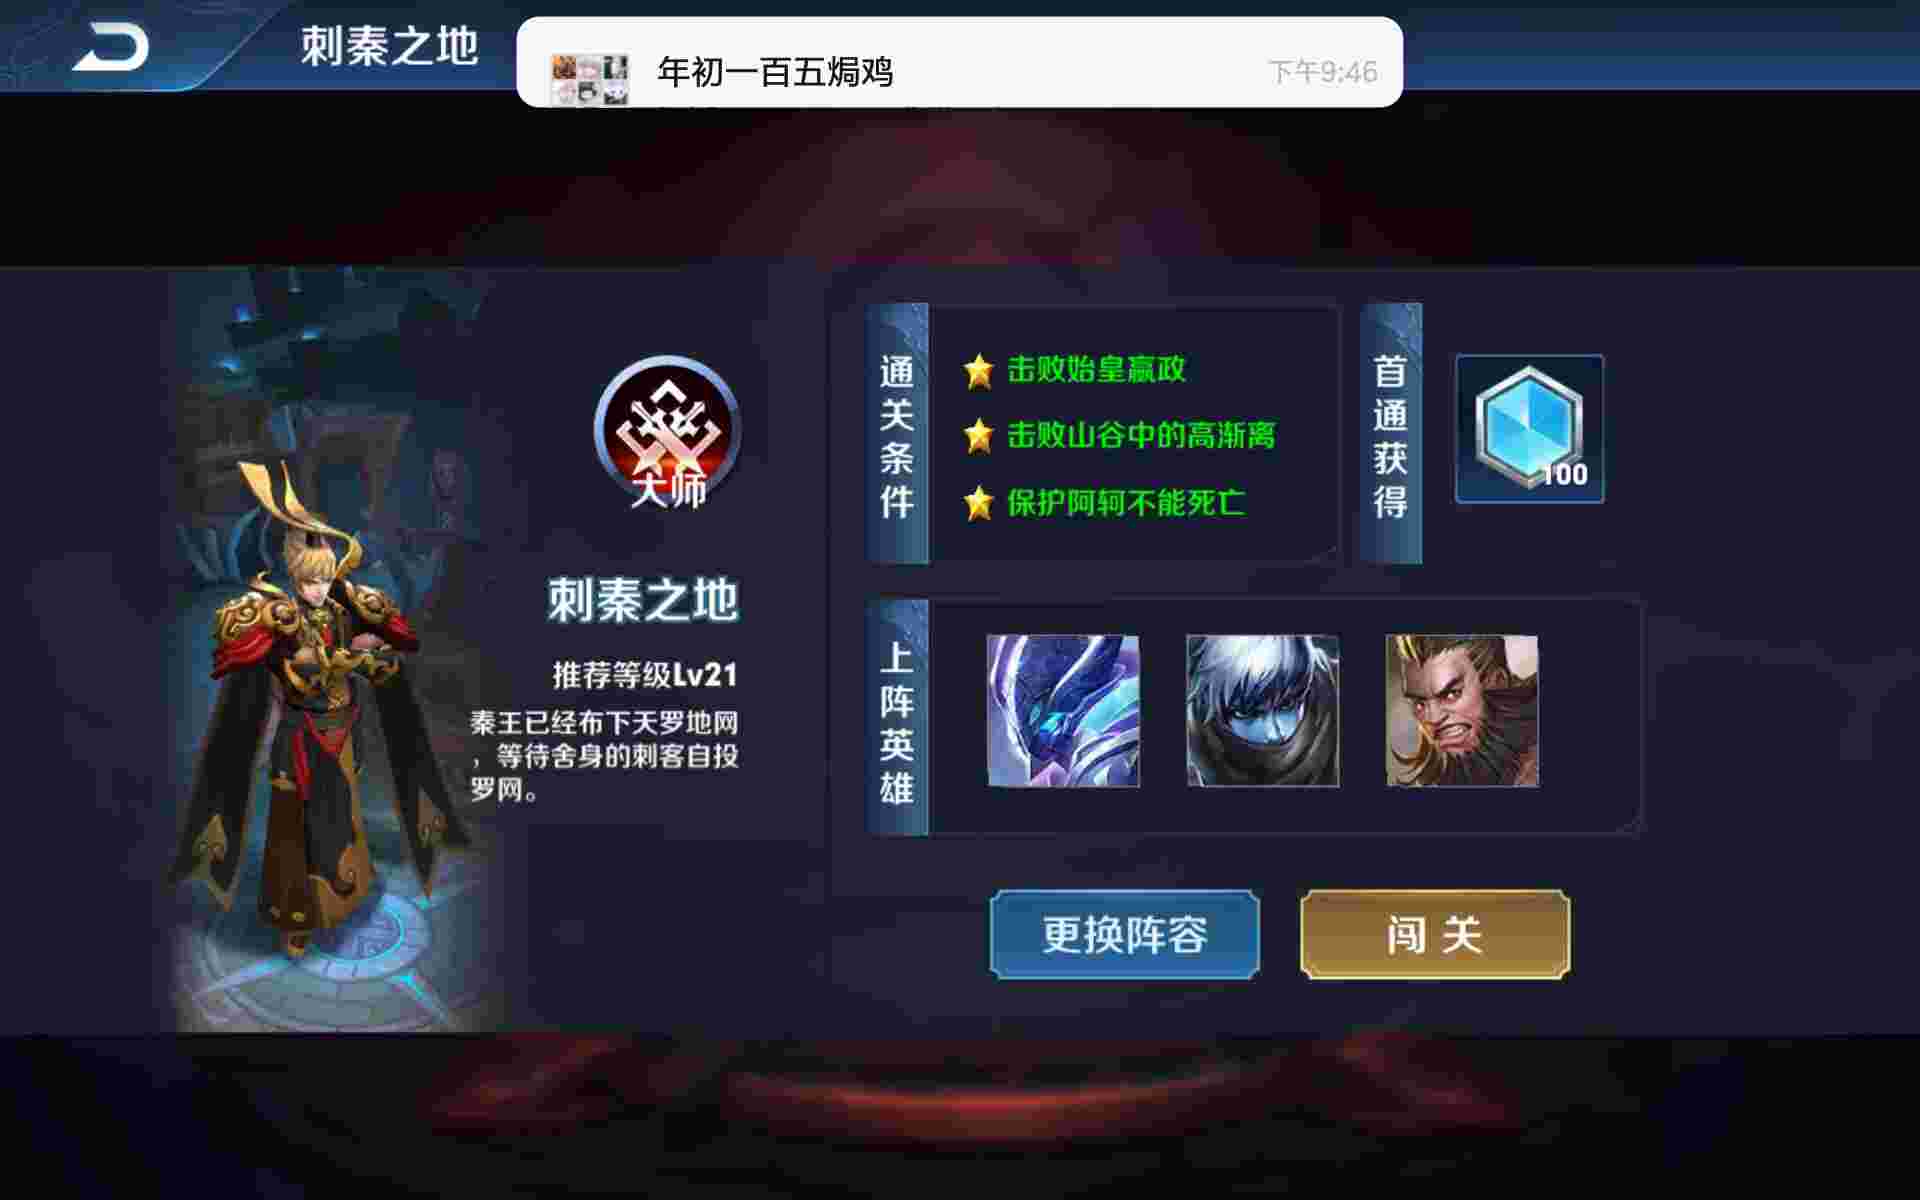 刺秦之地
年初一百五焗鸡
下午9:46
大师
刺秦之地
推荐等级Lv21
秦王已经布下天罗地网
，等待舍身的刺客自投
罗网。
通关条件
击败始皇嬴政
击败山谷中的高渐离
保护阿轲不能死亡
首通获得
100
上阵英雄
更换阵容
闯关